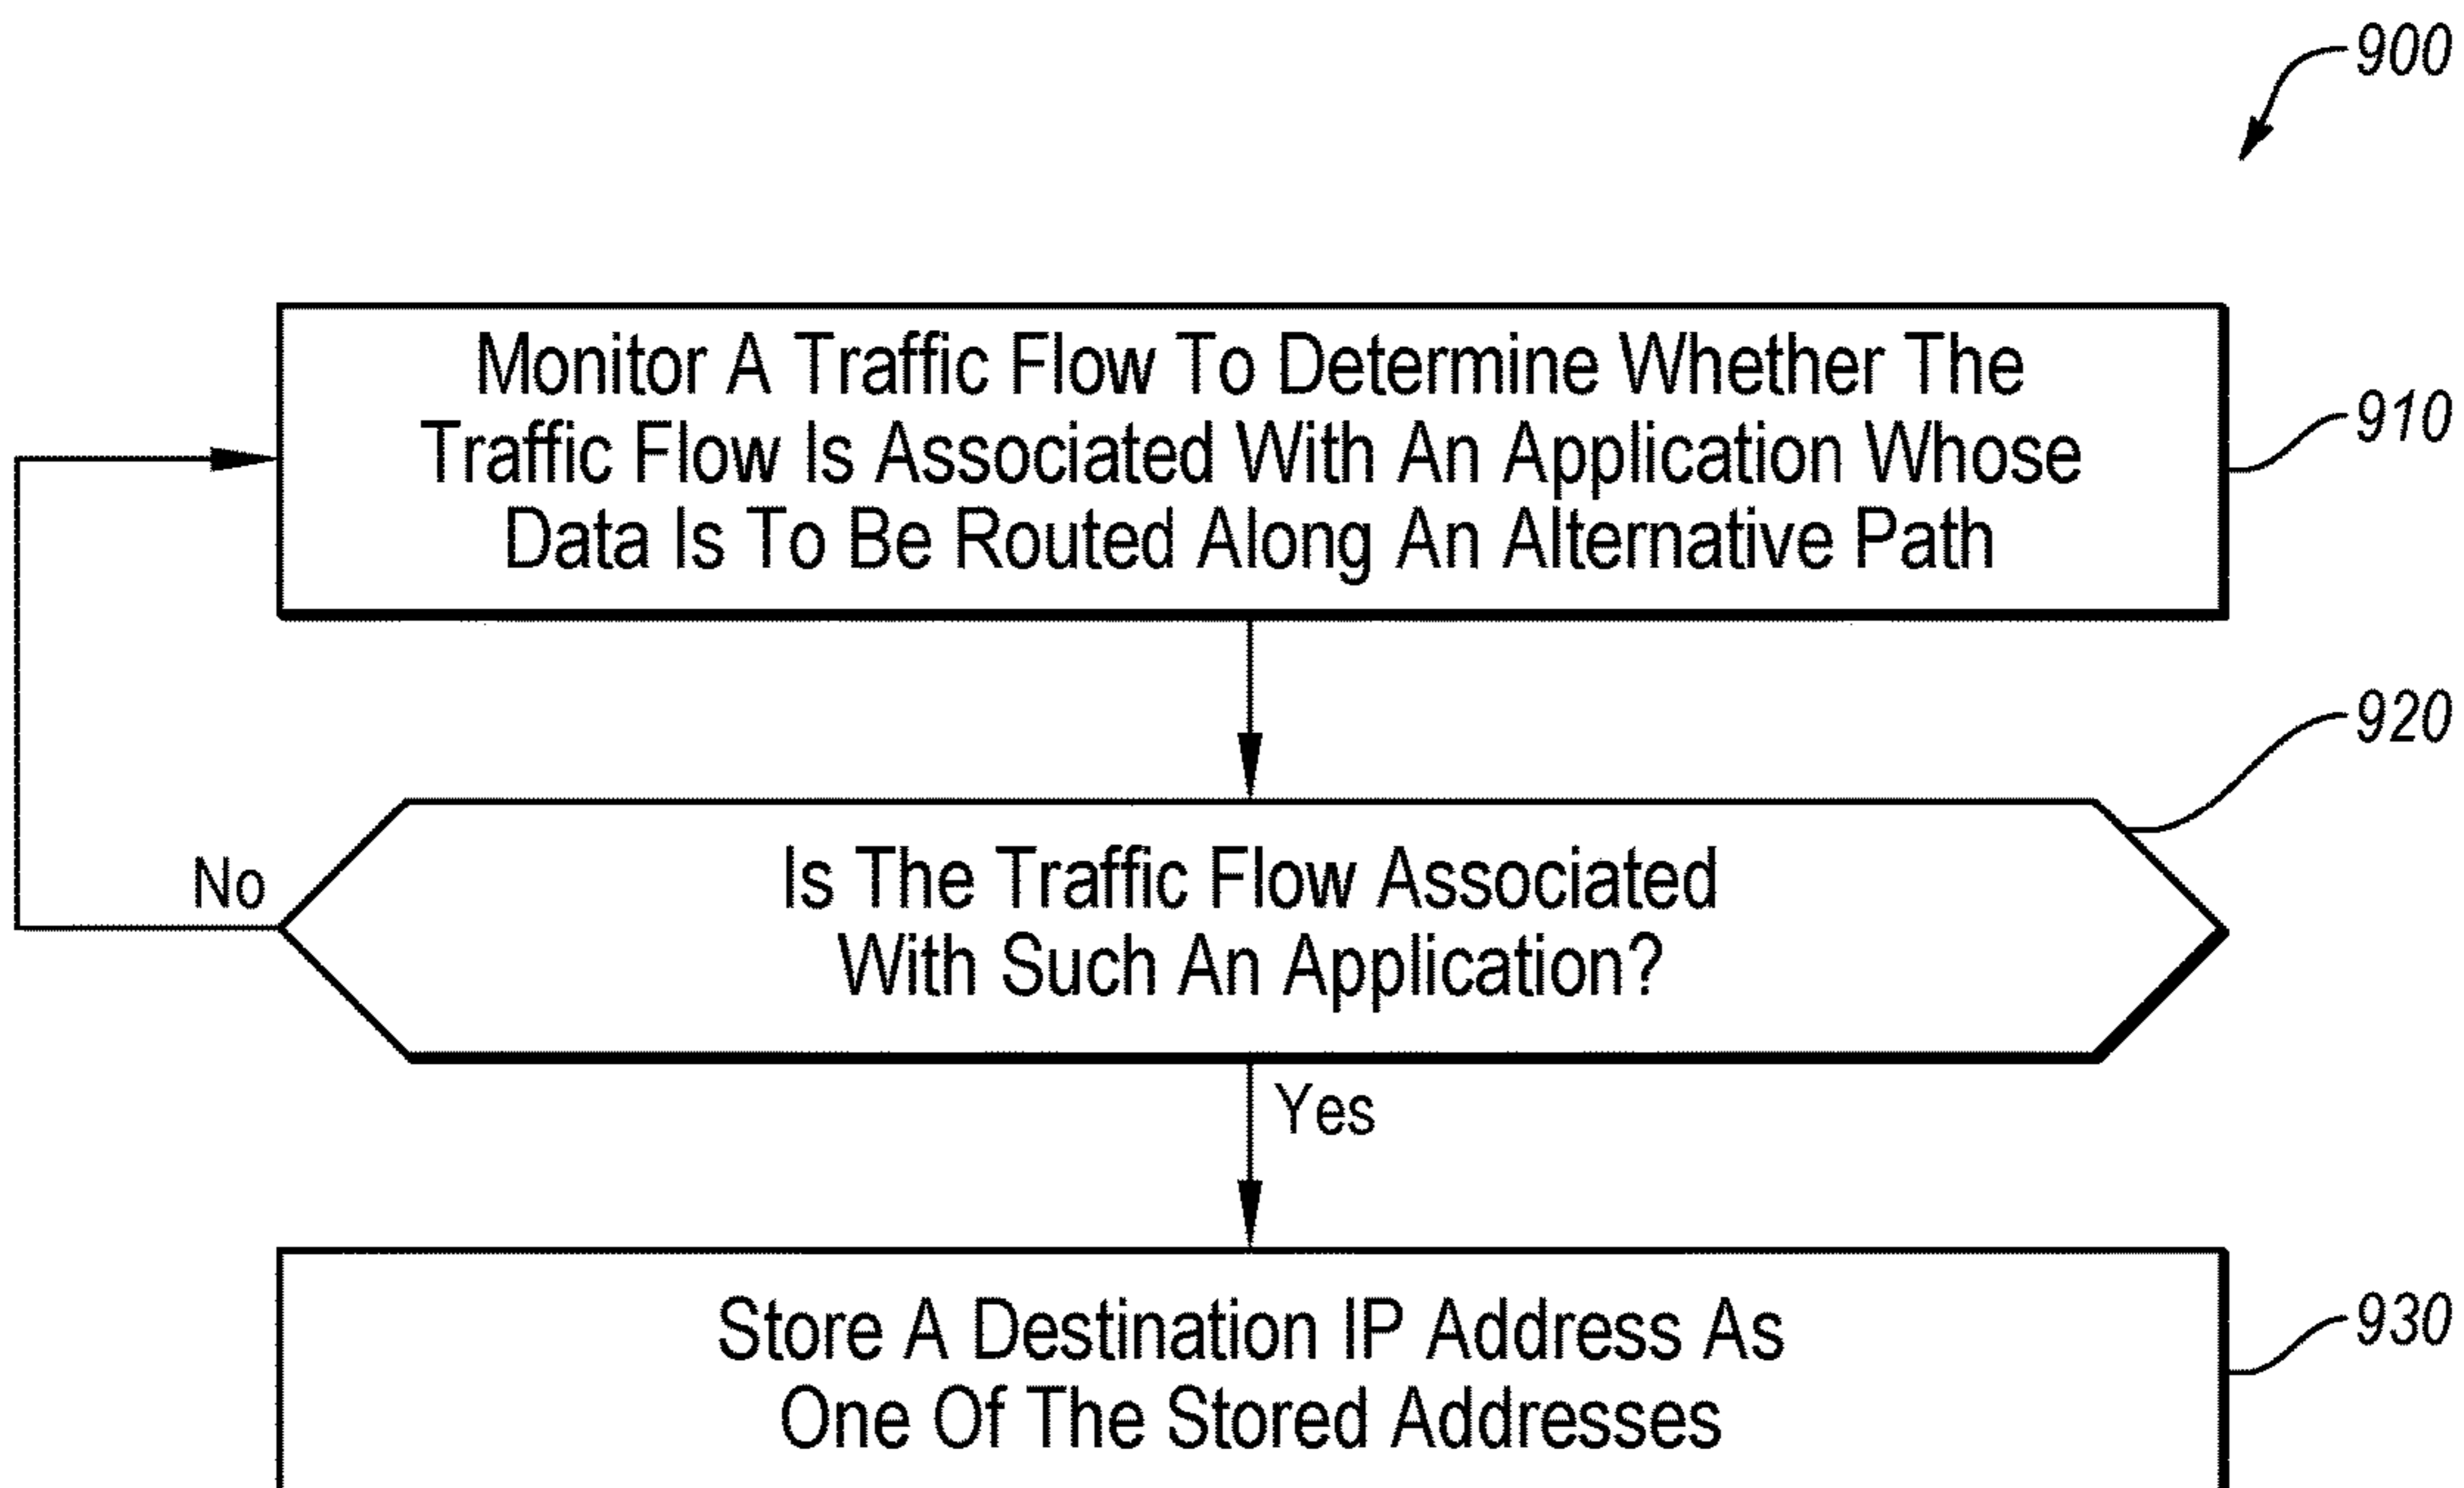 900
Monitor A Traffic Flow To Determine Whether The
Traffic Flow Is Associated With An Application Whose
Data Is To Be Routed Along An Alternative Path
910
920
Is The Traffic Flow Associated
With Such An Application?
No
Yes
Store A Destination IP Address As
One Of The Stored Addresses
930